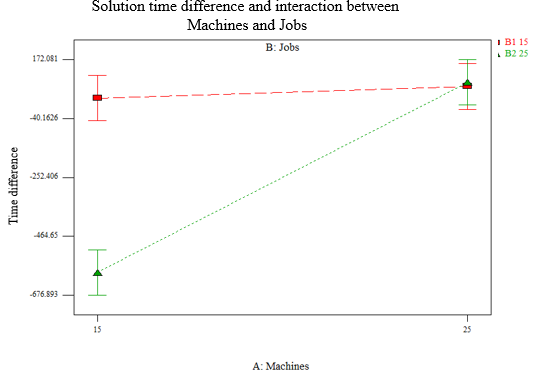 Solution time difference and interaction between
Machines and Jobs
B: Jobs
B1 15
B2 25
172.081
-40.1626
-252.406
-464.65
-676.893
Time difference
15
25
A: Machines